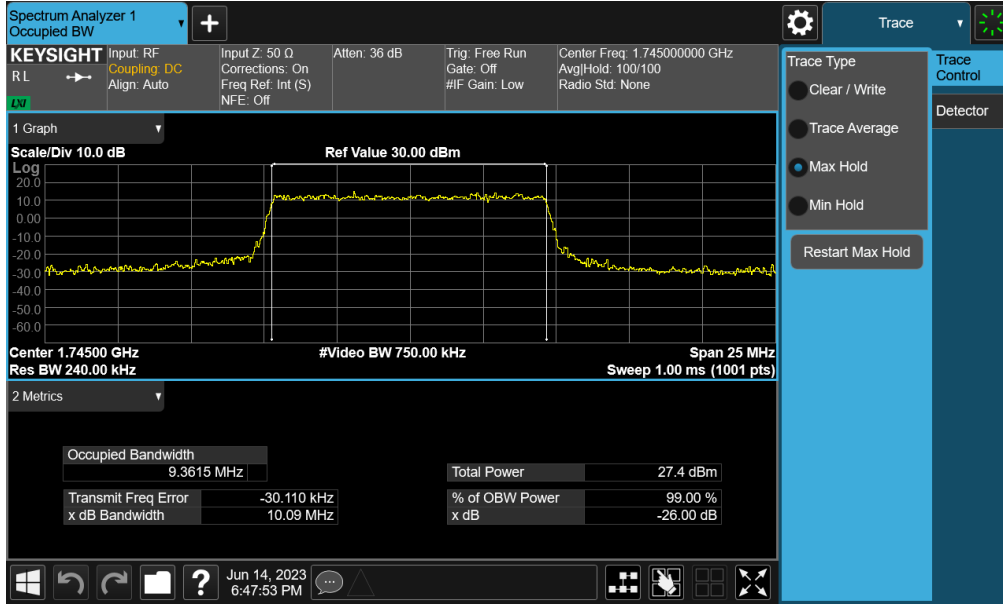 Spectrum Analyzer 1
Occupied BW
+
Trace
KEYSIGHT
RL
LXI
Input: RF
Coupling: DC
Align: Auto
Input Z: 50 Ω
Corrections: On
Freq Ref: Int (S)
NFE: Off
Atten: 36 dB
Trig: Free Run
Gate: Off
#IF Gain: Low
Center Freq: 1.745000000 GHz
Avg|Hold: 100/100
Radio Std: None
Trace Type
Clear / Write
Trace Average
Max Hold
Min Hold
Restart Max Hold
Trace
Control
Detector
1 Graph
Scale/Div 10.0 dB
Ref Value 30.00 dBm
Log
20.0
10.0
0.00
-10.0
-20.0
-30.0
-40.0
-50.0
-60.0
Center 1.74500 GHz
#Video BW 750.00 kHz
Span 25 MHz
Res BW 240.00 kHz
Sweep 1.00 ms (1001 pts)
2 Metrics
Occupied Bandwidth
9.3615 MHz
Total Power 27.4 dBm
Transmit Freq Error -30.110 kHz
% of OBW Power 99.00 %
x dB Bandwidth 10.09 MHz
x dB -26.00 dB
?
Jun 14, 2023
6:47:53 PM